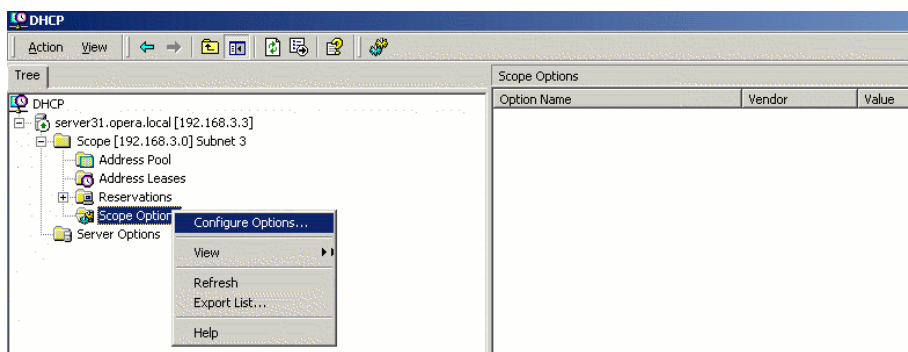 DHCP
Action View
Tree
Scope Options
Option Name Vendor Value
DHCP
server31.opera.local [192.168.3.3]
Scope [192.168.3.0] Subnet 3
Address Pool
Address Leases
Reservations
Scope Option
Configure Options...
Server Options
View
Refresh
Export List...
Help